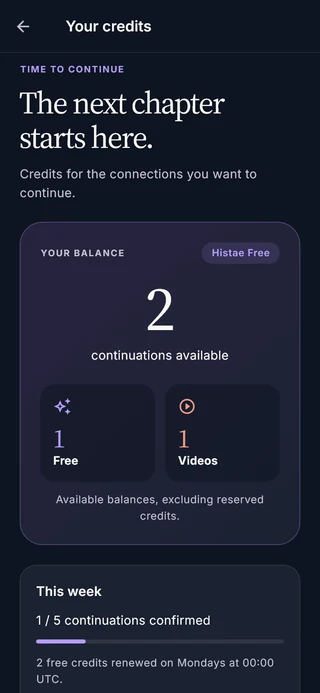 Your credits
TIME TO CONTINUE
The next chapter
starts here.
Credits for the connections you want to
continue.
YOUR BALANCE
Histae Free
2
continuations available
1
Free
1
Videos
Available balances, excluding reserved
credits.
This week
1 / 5 continuations confirmed
2 free credits renewed on Mondays at 00:00
UTC.